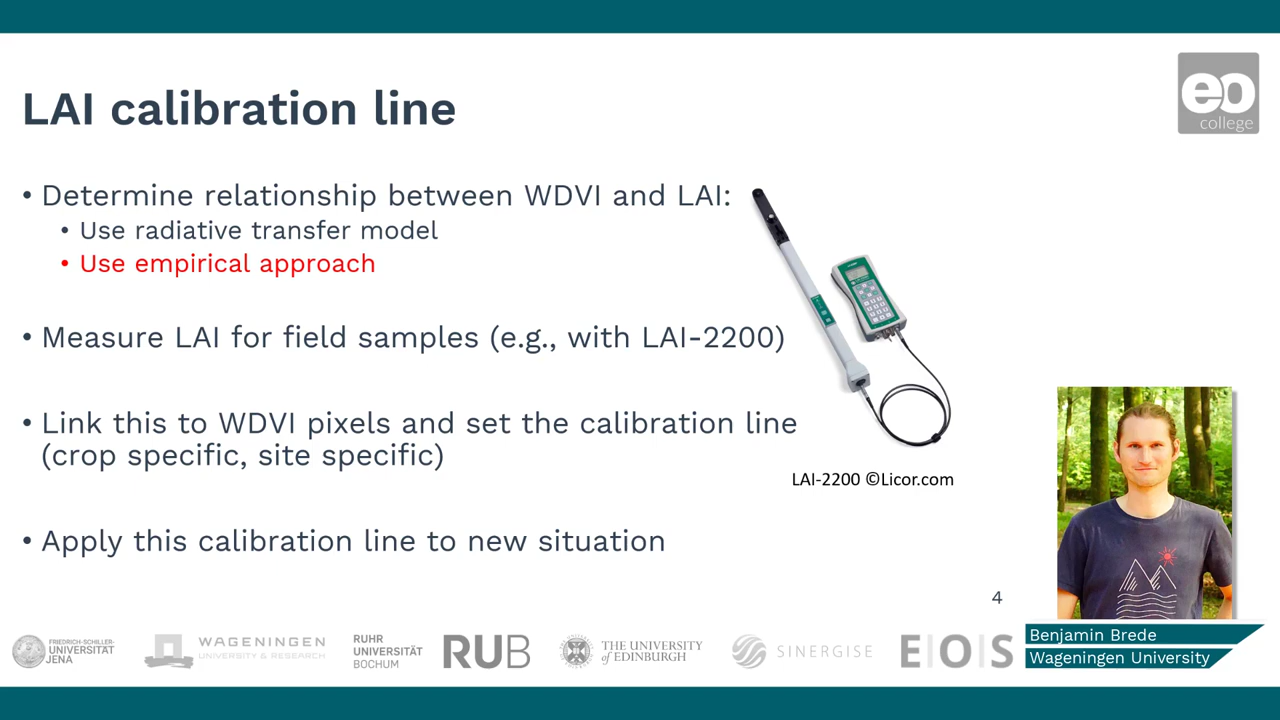 eo
college
LAI calibration line
• Determine relationship between WDVI and LAI:
• Use radiative transfer model
• Use empirical approach
• Measure LAI for field samples (e.g., with LAI-2200)
• Link this to WDVI pixels and set the calibration line
(crop specific, site specific)
• Apply this calibration line to new situation
LAI-2200 ©Licor.com
4
FRIEDRICH-SCHILLER-
UNIVERSITÄT
JENA
WAGENINGEN
UNIVERSITY & RESEARCH
RUHR
UNIVERSITÄT
BOCHUM
RUB
THE UNIVERSITY
of EDINBURGH
SINERGISE
E|O|S
Benjamin Brede
Wageningen University